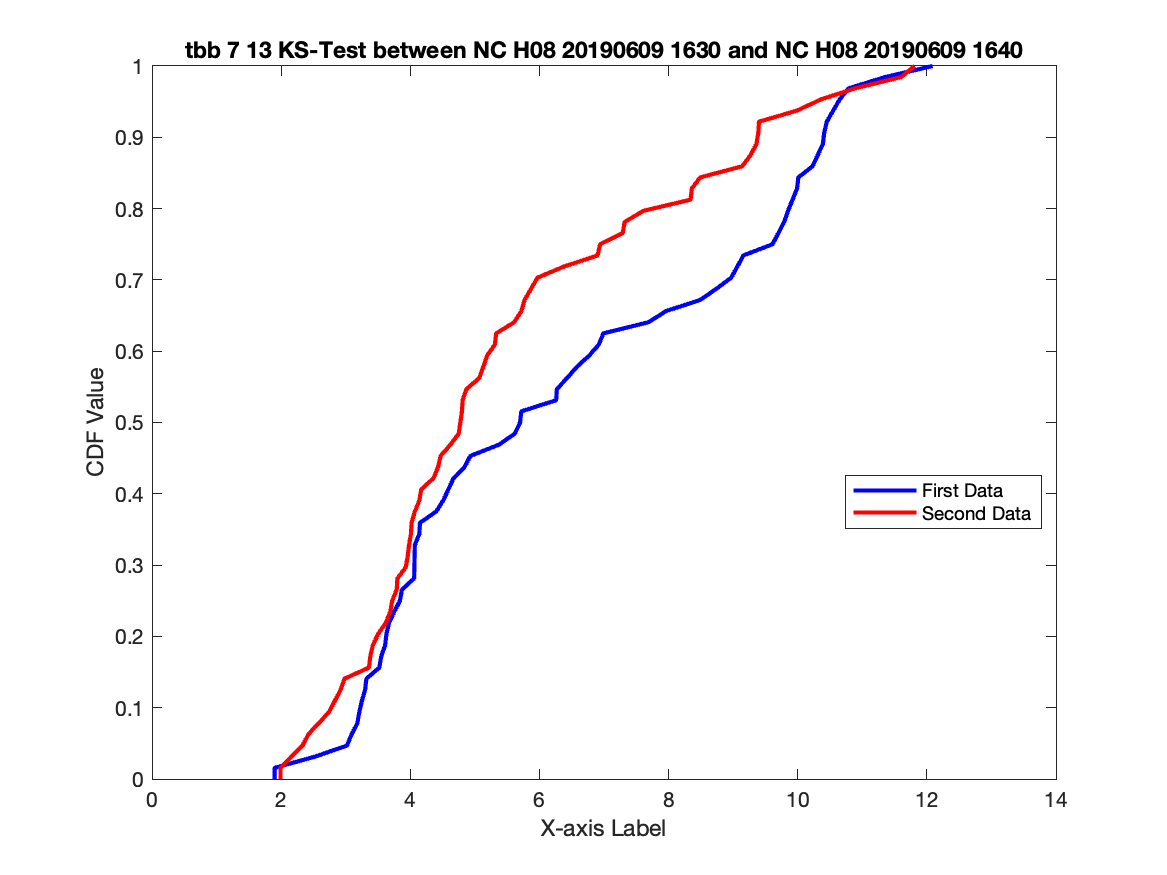 tbb 7 13 KS-Test between NC H08 20190609 1630 and NC H08 20190609 1640
1
0.9
0.8
0.7
0.6
0.5
0.4
0.3
0.2
0.1
0
CDF Value
First Data
Second Data
0 2 4 6 8 10 12 14
X-axis Label